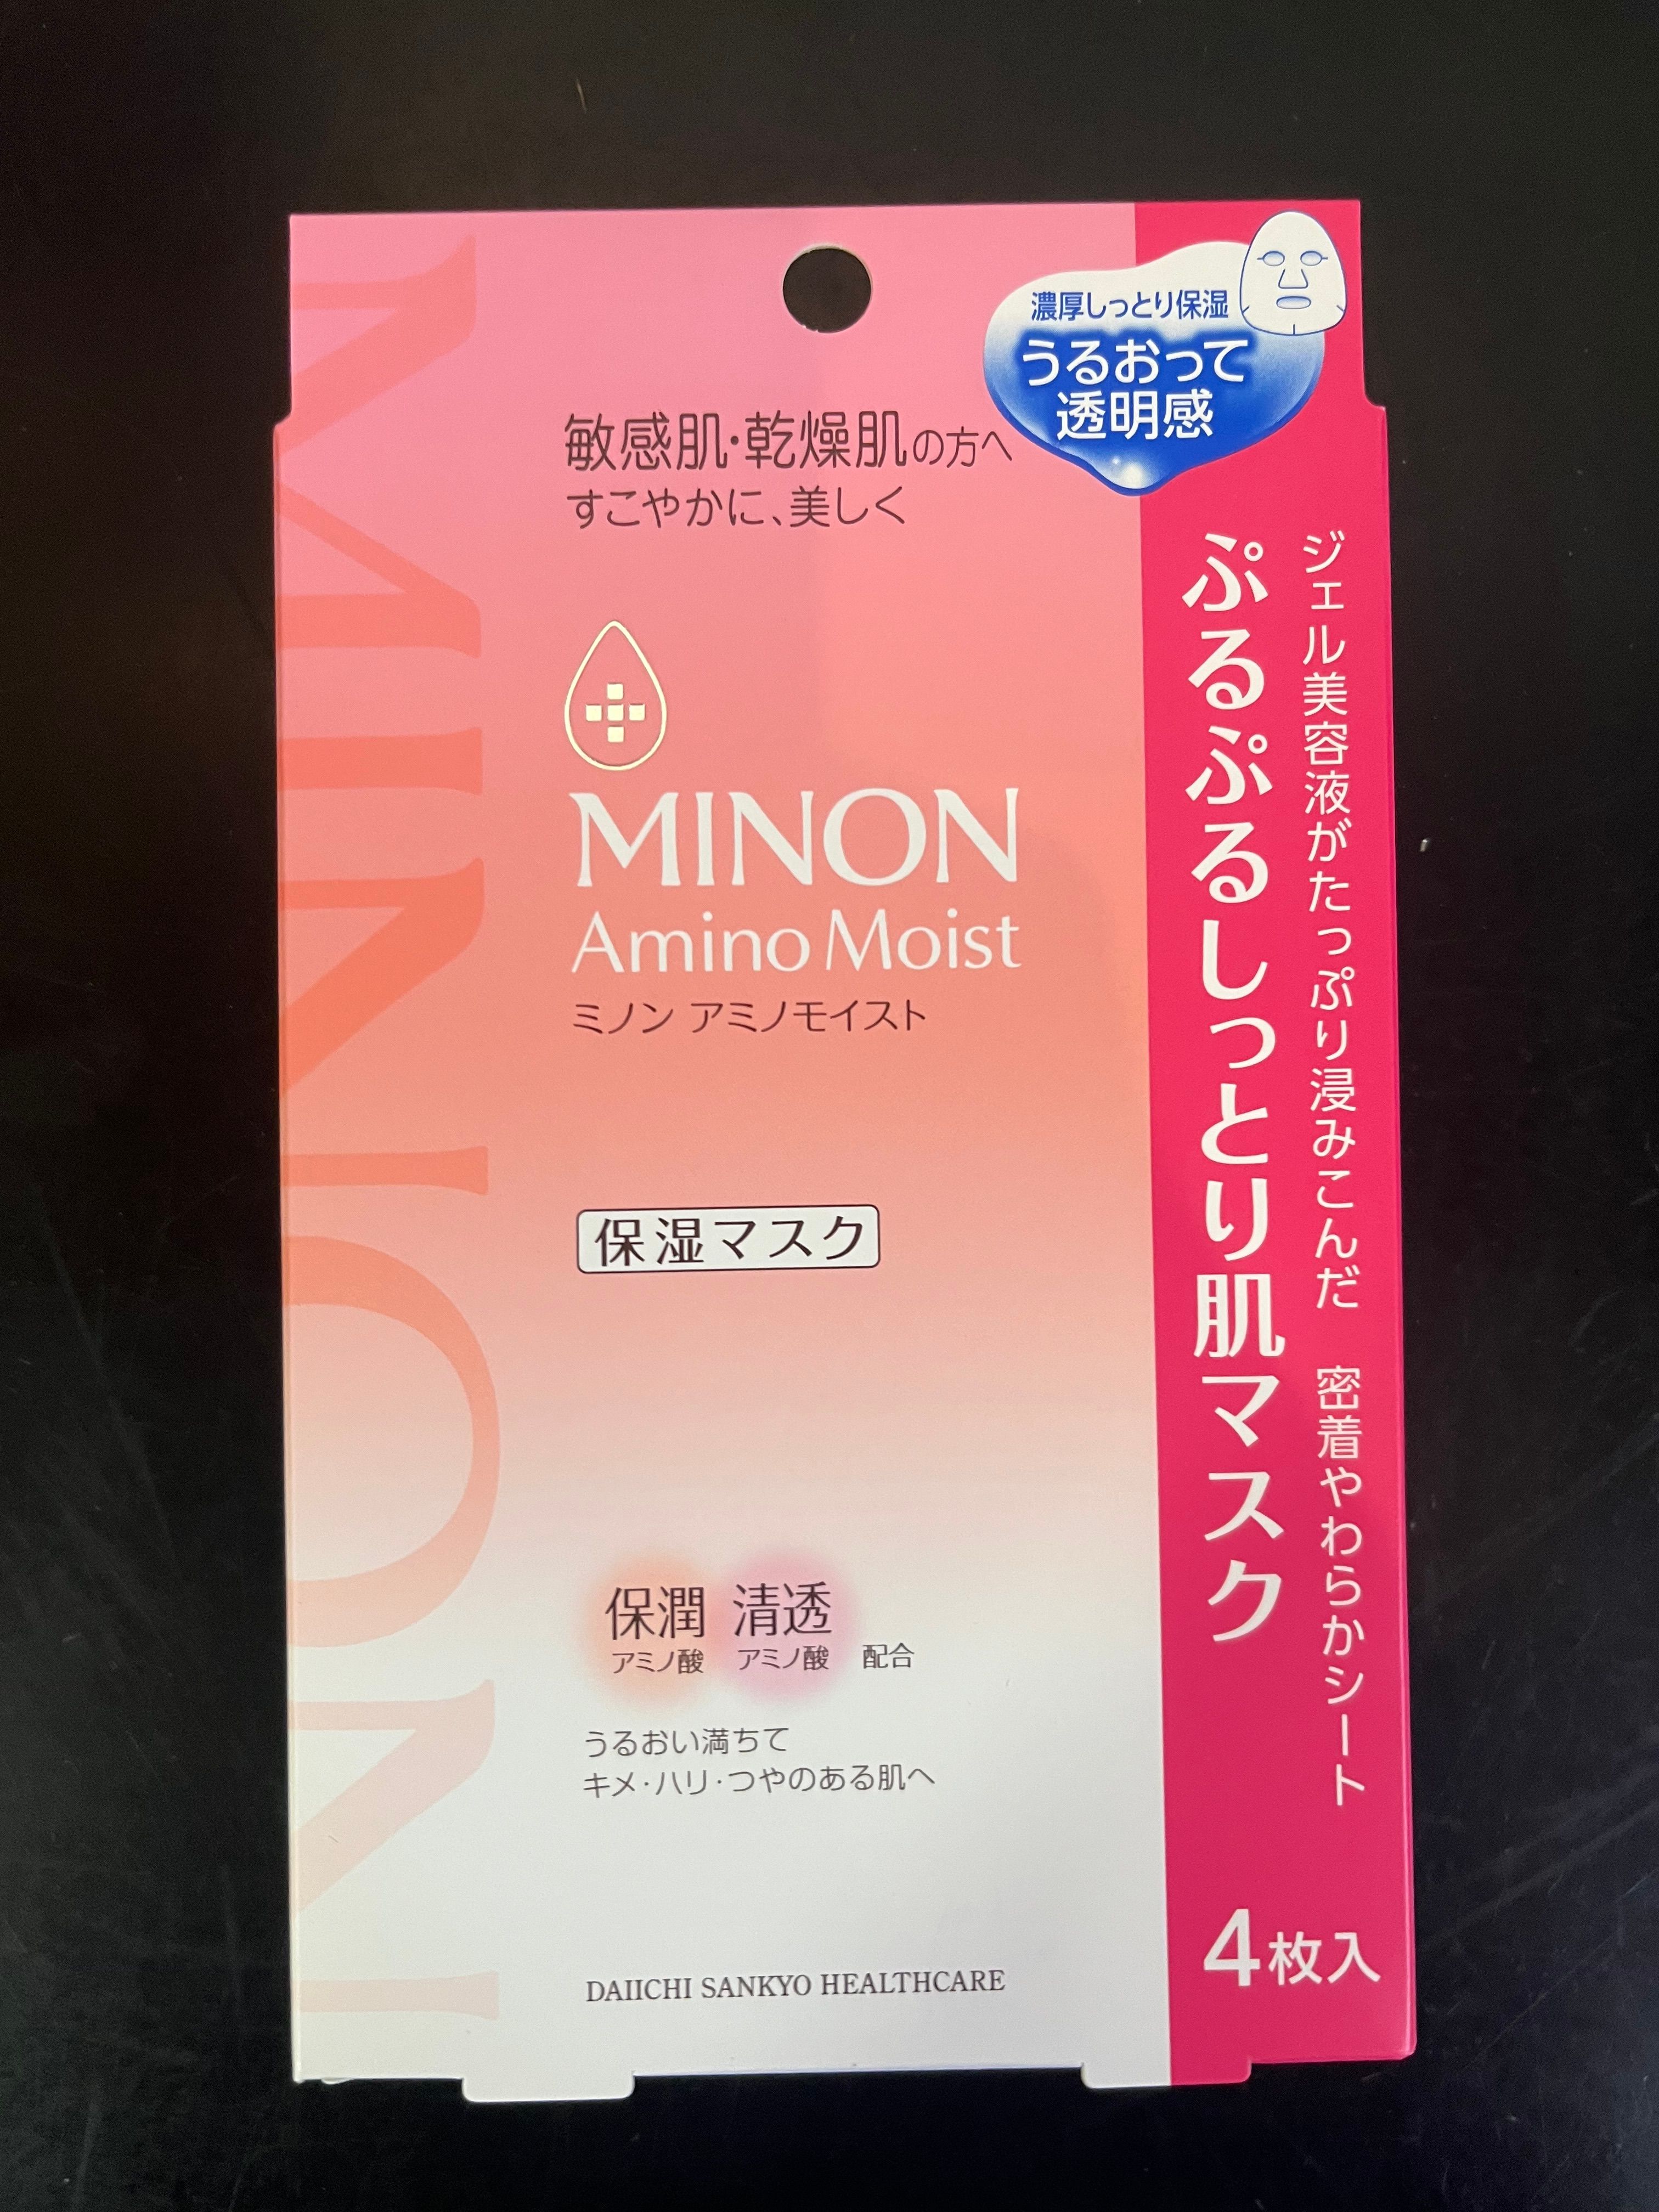 濃厚しっとり保湿
うるおって
透明感
敏感肌・乾燥肌の方へ
すこやかに、美しく
MINON
Amino Moist
ミノン アミノモイスト
保湿マスク
保潤 清透
アミノ酸 アミノ酸 配合
うるおい満ちて
キメ・ハリ・つやのある肌へ
DAIICHI SANKYO HEALTHCARE
MINON
ジェル美容液がたっぷり浸みこんだ 密着やわらかシート
ぷるぷるしっとり肌マスク
4枚入